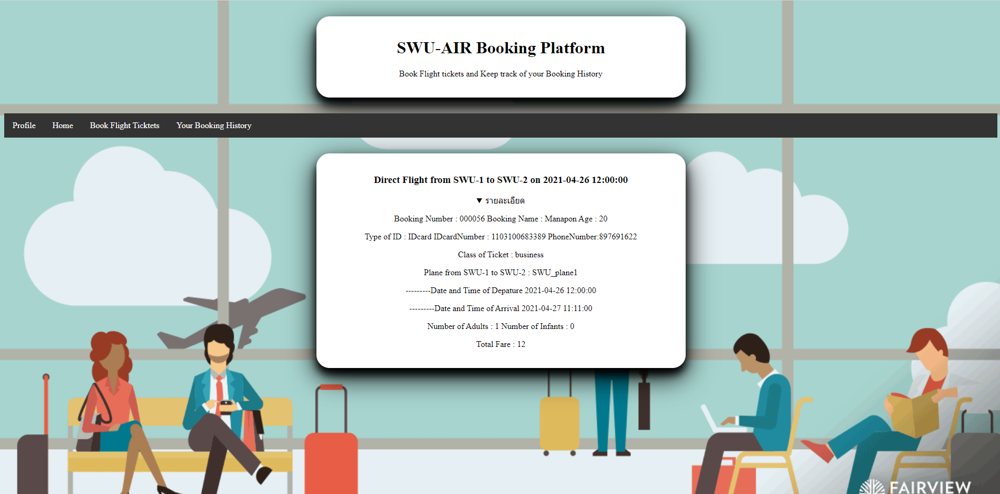 SWU-AIR Booking Platform
Book Flight tickets and Keep track of your Booking History
Profile Home Book Flight Ticktets Your Booking History
Direct Flight from SWU-1 to SWU-2 on 2021-04-26 12:00:00
▼ รายละเอียด
Booking Number : 000056 Booking Name : Manapon Age : 20
Type of ID : IDcard IDcardNumber : 1103100683389 PhoneNumber:897691622
Class of Ticket : business
Plane from SWU-1 to SWU-2 : SWU_plane1
---------Date and Time of Depature 2021-04-26 12:00:00
---------Date and Time of Arrival 2021-04-27 11:11:00
Number of Adults : 1 Number of Infants : 0
Total Fare : 12
FAIRVIEW